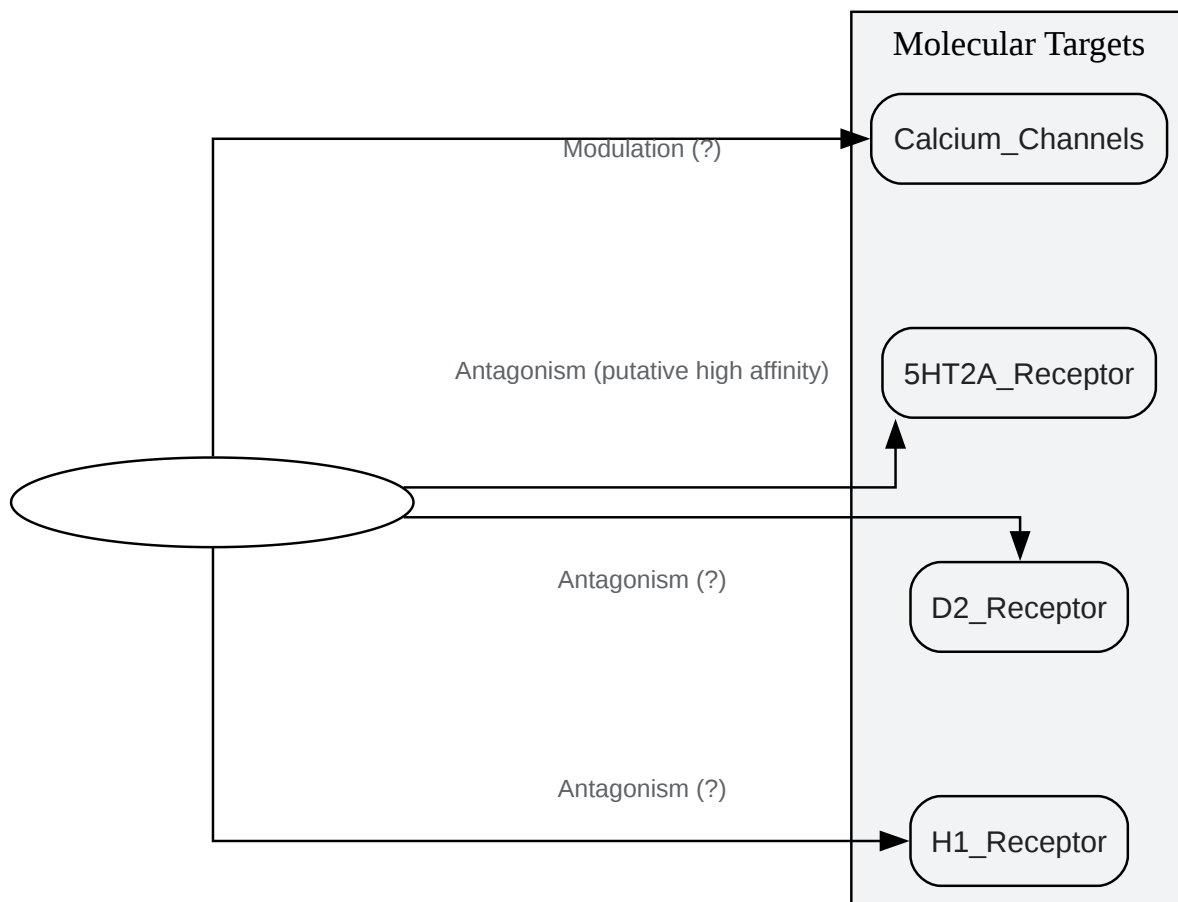 Molecular Targets
Modulation (?)
Calcium_Channels
Antagonism (putative high affinity)
5HT2A_Receptor
Antagonism (?)
D2_Receptor
Antagonism (?)
H1_Receptor